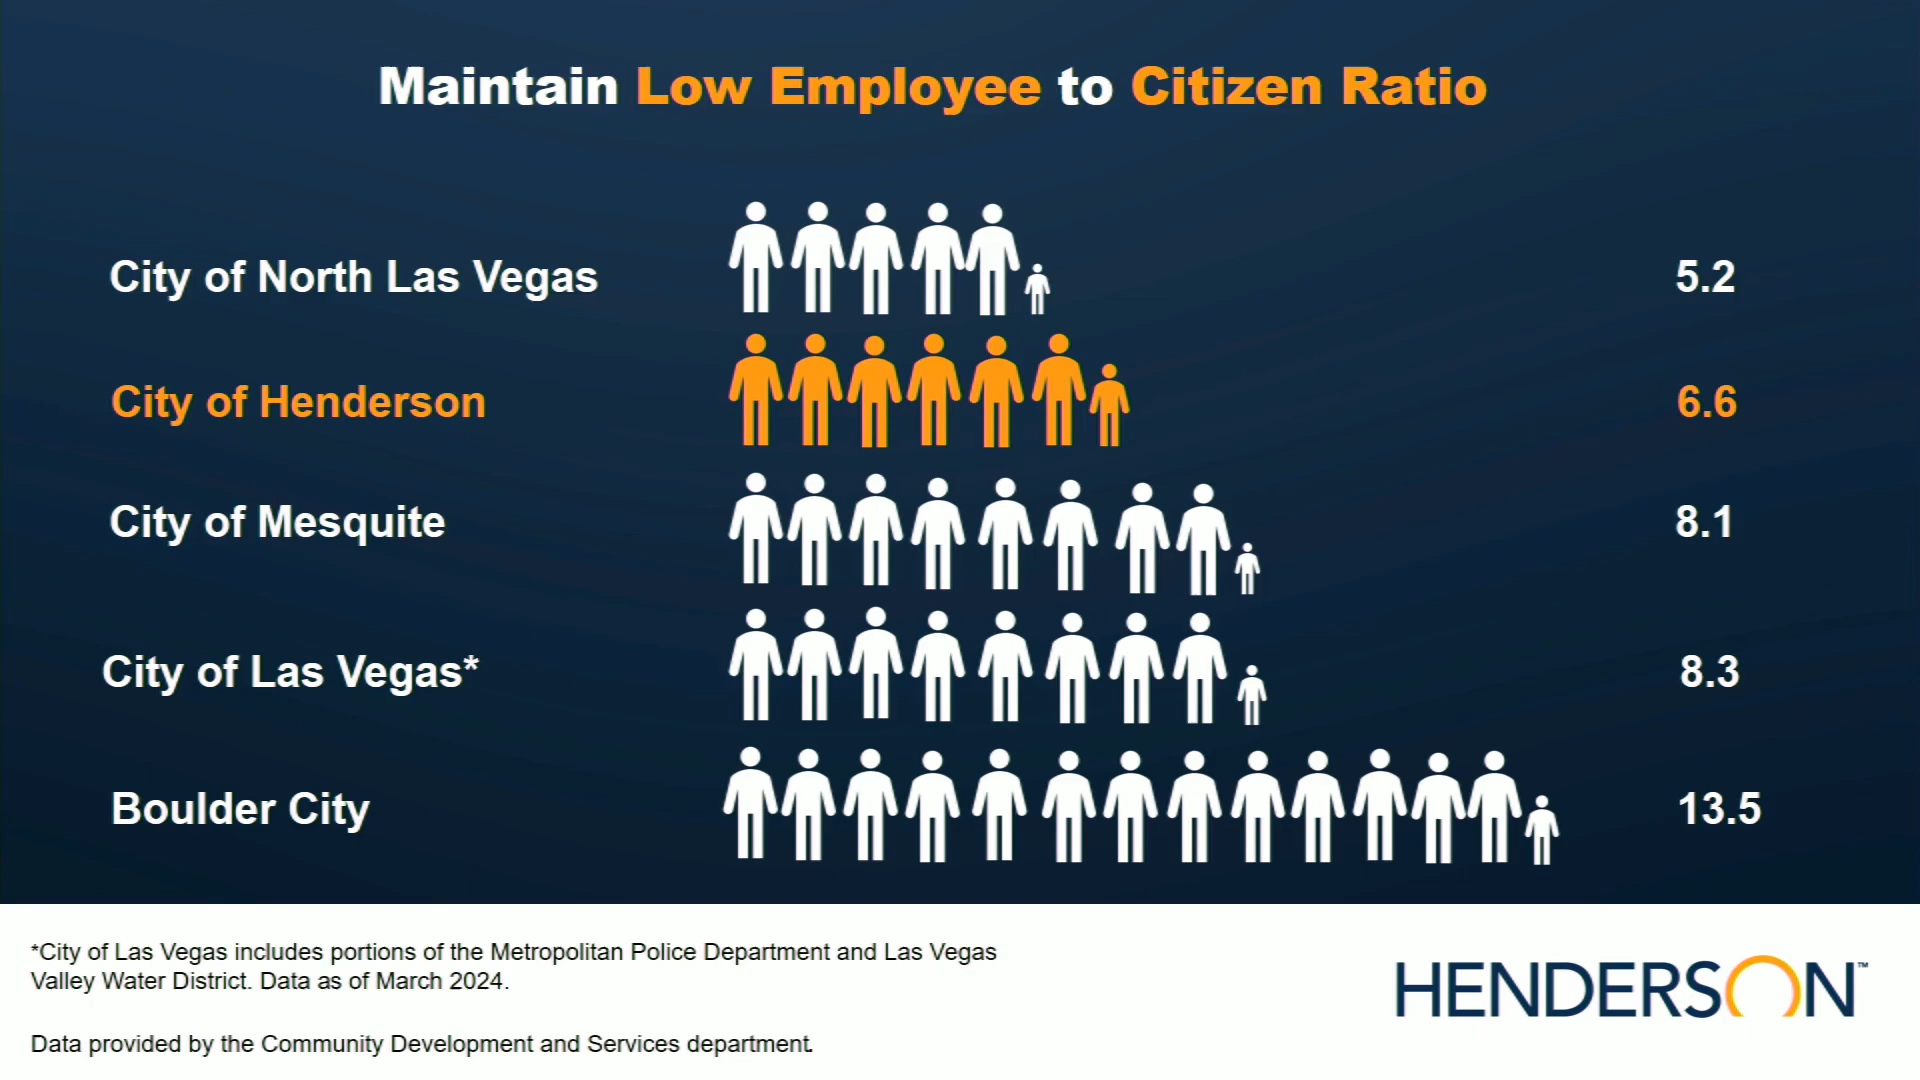 Maintain Low Employee to Citizen Ratio
City of North Las Vegas 5.2
City of Henderson 6.6
City of Mesquite 8.1
City of Las Vegas* 8.3
Boulder City 13.5
*City of Las Vegas includes portions of the Metropolitan Police Department and Las Vegas
Valley Water District. Data as of March 2024.
Data provided by the Community Development and Services department.
HENDERSON™